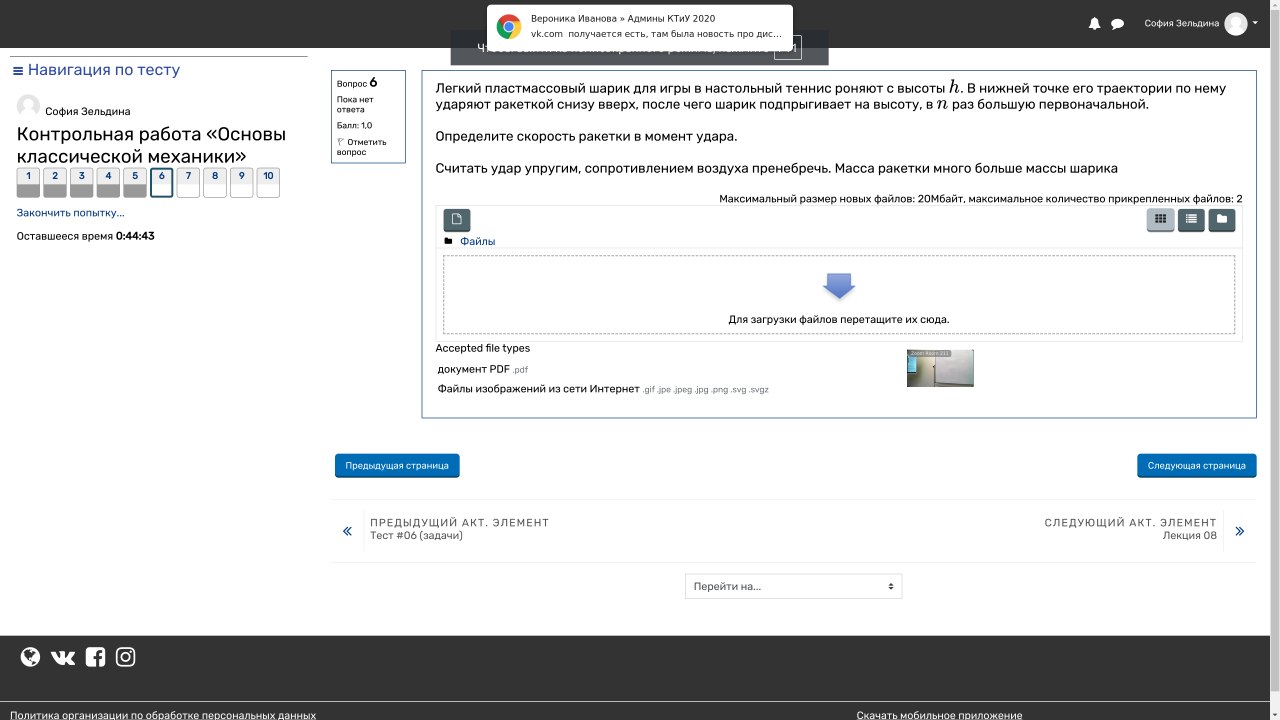 Вероника Иванова » Админы КТиУ 2020
vk.com получается есть, там была новость про дис...
София Зельдина
Навигация по тесту
София Зельдина
Контрольная работа «Основы
классической механики»
1 2 3 4 5 6 7 8 9 10
Закончить попытку...
Оставшееся время 0:44:43
Вопрос 6
Пока нет
ответа
Балл: 1,0
Отметить
вопрос
Легкий пластмассовый шарик для игры в настольный теннис роняют с высоты h. В нижней точке его траектории по нему
ударяют ракеткой снизу вверх, после чего шарик подпрыгивает на высоту, в n раз большую первоначальной.
Определите скорость ракетки в момент удара.
Считать удар упругим, сопротивлением воздуха пренебречь. Масса ракетки много больше массы шарика
Максимальный размер новых файлов: 20Мбайт, максимальное количество прикрепленных файлов: 2
Файлы
Для загрузки файлов перетащите их сюда.
Accepted file types
документ PDF .pdf
Файлы изображений из сети Интернет .gif .jpe .jpeg .jpg .png .svg .svgz
Zoom Room 211
Предыдущая страница
Следующая страница
ПРЕДЫДУЩИЙ АКТ. ЭЛЕМЕНТ
Тест #06 (задачи)
СЛЕДУЮЩИЙ АКТ. ЭЛЕМЕНТ
Лекция 08
Перейти на...
Политика организации по обработке персональных данных
Скачать мобильное приложение